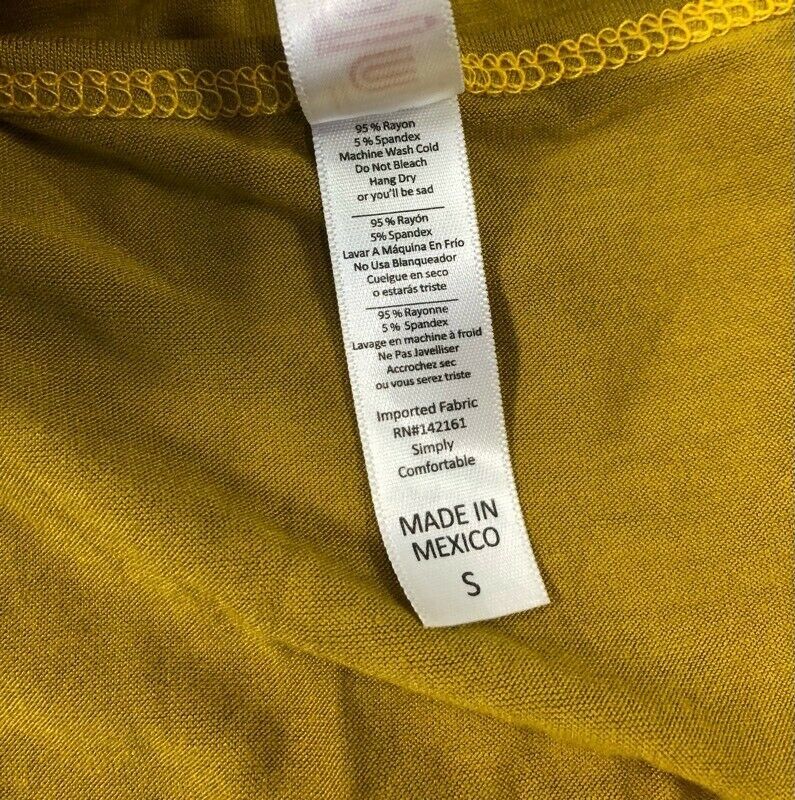 95 % Rayon
5 % Spandex
Machine Wash Cold
Do Not Bleach
Hang Dry
or you'll be sad
95 % Rayón
5% Spandex
Lavar A Máquina En Frío
No Usa Blanqueador
Cuelgue en seco
o estarás triste
95 % Rayonne
5 % Spandex
Lavage en machine à froid
Ne Pas Javelliser
Accrochez sec
ou vous serez triste
Imported Fabric
RN#142161
Simply
Comfortable
MADE IN
MEXICO
S